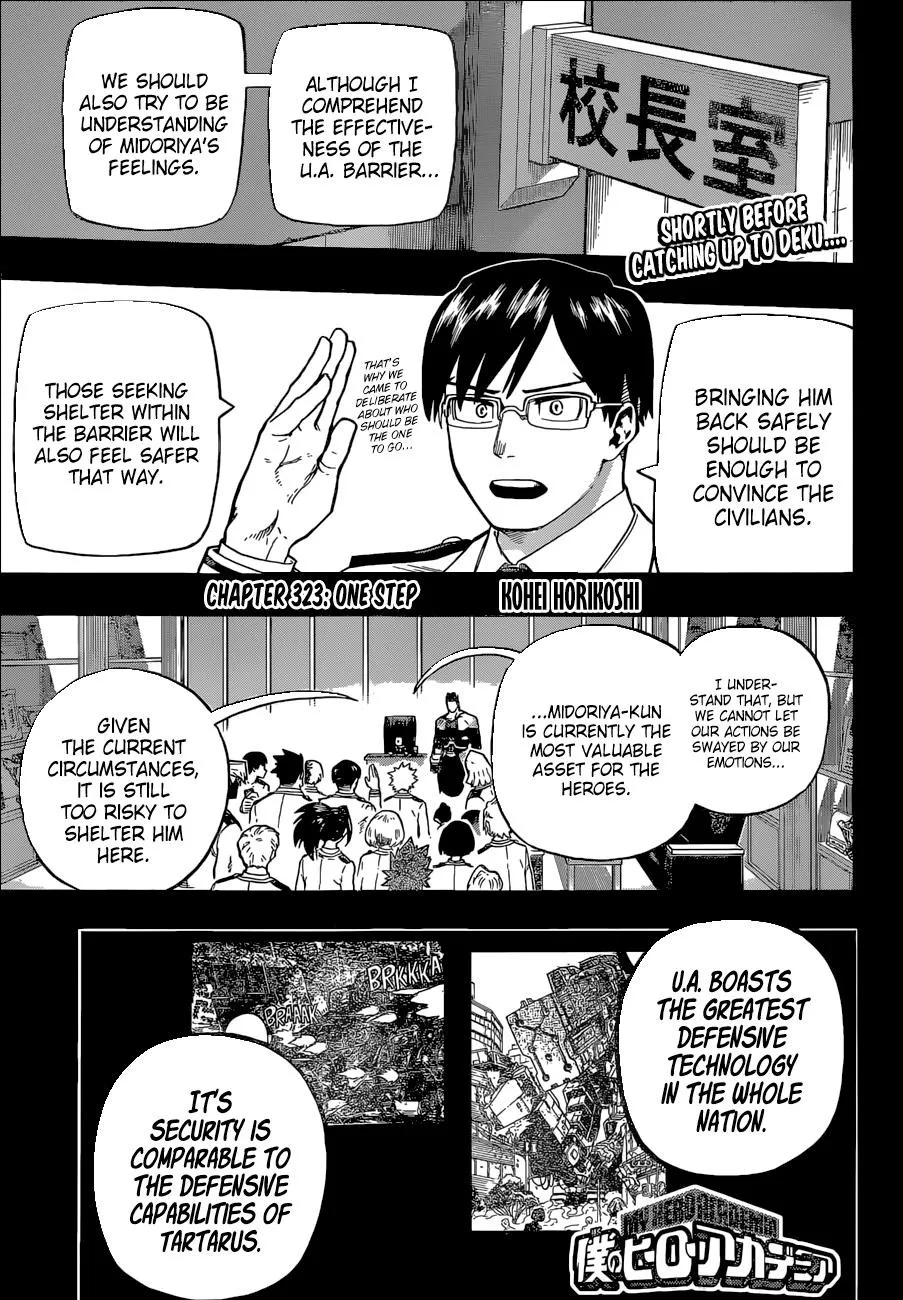 校長室
SHORTLY BEFORE
CATCHING UP TO DEKU....
ALTHOUGH I
COMPREHEND
THE EFFECTIVE-
NESS OF THE
U.A. BARRIER...
WE SHOULD
ALSO TRY TO BE
UNDERSTANDING
OF MIDORIYA'S
FEELINGS.
BRINGING HIM
BACK SAFELY
SHOULD BE
ENOUGH TO
CONVINCE THE
CIVILIANS.
THAT'S
WHY WE
CAME TO
DELIBERATE
ABOUT WHO
SHOULD BE
THE ONE
TO GO...
THOSE SEEKING
SHELTER WITHIN
THE BARRIER WILL
ALSO FEEL SAFER
THAT WAY.
CHAPTER 323: ONE STEP
KOHEI HORIKOSHI
I UNDER-
STAND THAT, BUT
WE CANNOT LET
OUR ACTIONS BE
SWAYED BY OUR
EMOTIONS...
...MIDORIYA-KUN
IS CURRENTLY THE
MOST VALUABLE
ASSET FOR THE
HEROES.
GIVEN
THE CURRENT
CIRCUMSTANCES,
IT IS STILL
TOO RISKY TO
SHELTER HIM
HERE.
U.A. BOASTS
THE GREATEST
DEFENSIVE
TECHNOLOGY
IN THE WHOLE
NATION.
BRKKKKA
BRAAAK
IT'S
SECURITY IS
COMPARABLE TO
THE DEFENSIVE
CAPABILITIES OF
TARTARUS.
MY HERO ACADEMIA
僕のヒーローアカデミア